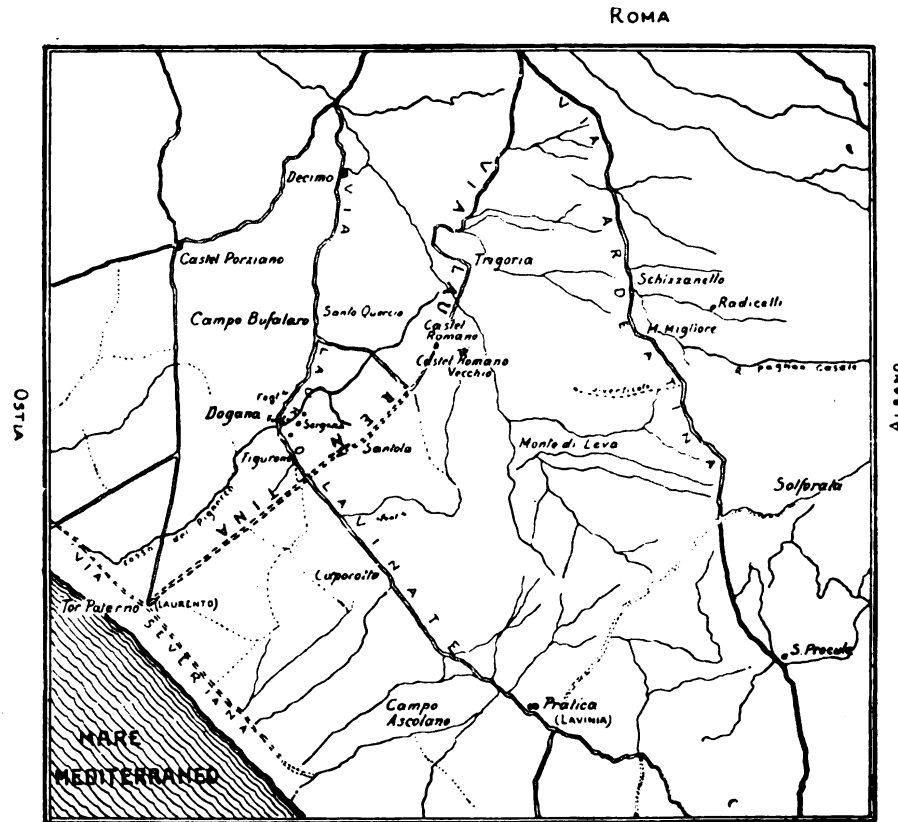 ROMA
OSTIA
ALBANO
Decimo
VIA
VIA LAURENTINA
VIA ARDEATINA
Castel Porziano
Trigoria
Schizzanello
Radicelli
Campo Bufalaro
Santo Quercio
Castel
Romano
Castel Romano
Vecchio
M. Migliore
diverticolo
Dogana
Santola
Monte di Leva
Solforata
Tor Paterno (LAURENTO)
VIA SEVERIANA
S. Procula
Campo
Ascolano
Pratica
(LAVINIA)
MARE
MEDITERRANEO